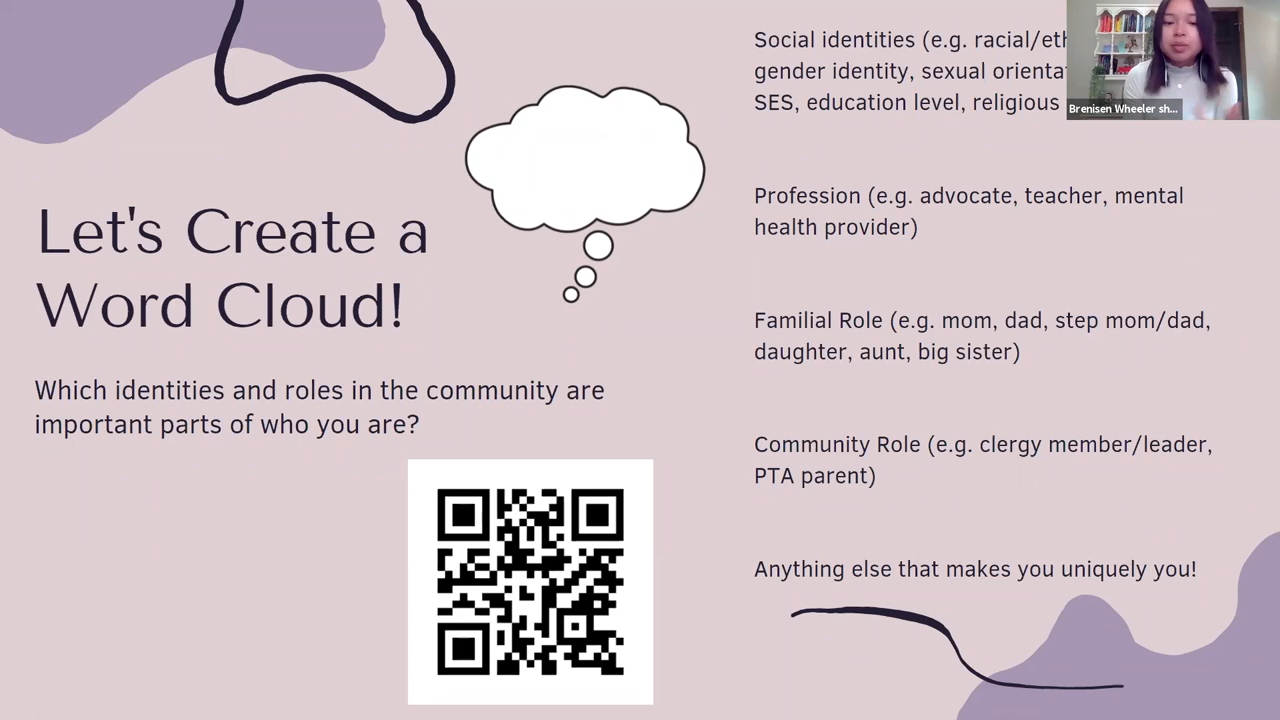 Let's Create a
Word Cloud!
Which identities and roles in the community are
important parts of who you are?
Social identities (e.g. racial/eth
gender identity, sexual orientat
SES, education level, religious
Profession (e.g. advocate, teacher, mental
health provider)
Familial Role (e.g. mom, dad, step mom/dad,
daughter, aunt, big sister)
Community Role (e.g. clergy member/leader,
PTA parent)
Anything else that makes you uniquely you!
Brenisen Wheeler sh...